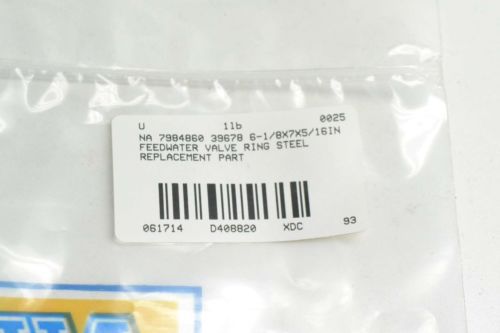 U 1lb 0025
NA 7984860 39678 6-1/8X7X5/16IN
FEEDWATER VALVE RING STEEL
REPLACEMENT PART
061714 D408820 XDC 93